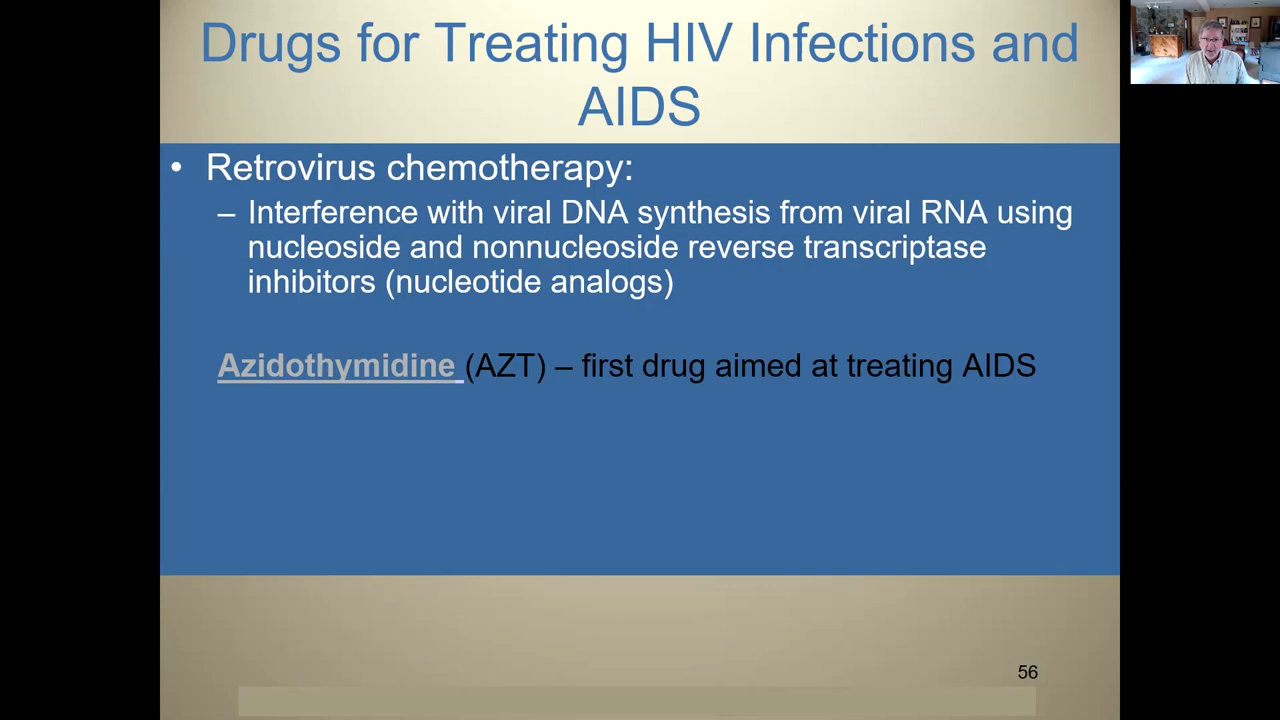 Drugs for Treating HIV Infections and
AIDS
• Retrovirus chemotherapy:
– Interference with viral DNA synthesis from viral RNA using
nucleoside and nonnucleoside reverse transcriptase
inhibitors (nucleotide analogs)
Azidothymidine (AZT) – first drug aimed at treating AIDS
56